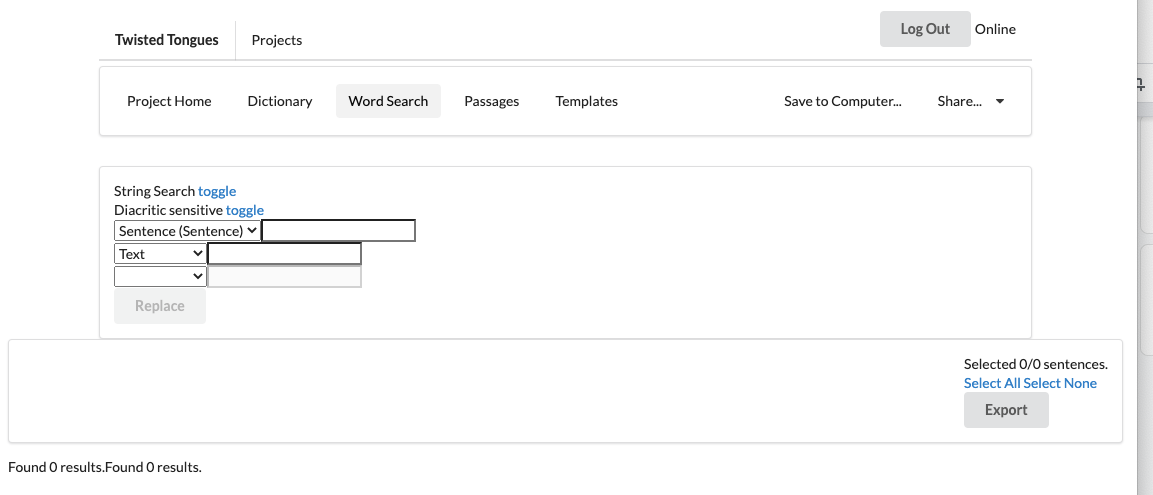 Twisted Tongues Projects Log Out Online
Project Home Dictionary Word Search Passages Templates Save to Computer... Share...
String Search toggle
Diacritic sensitive toggle
Sentence (Sentence)
Text
Replace
Selected 0/0 sentences.
Select All Select None
Export
Found 0 results.Found 0 results.